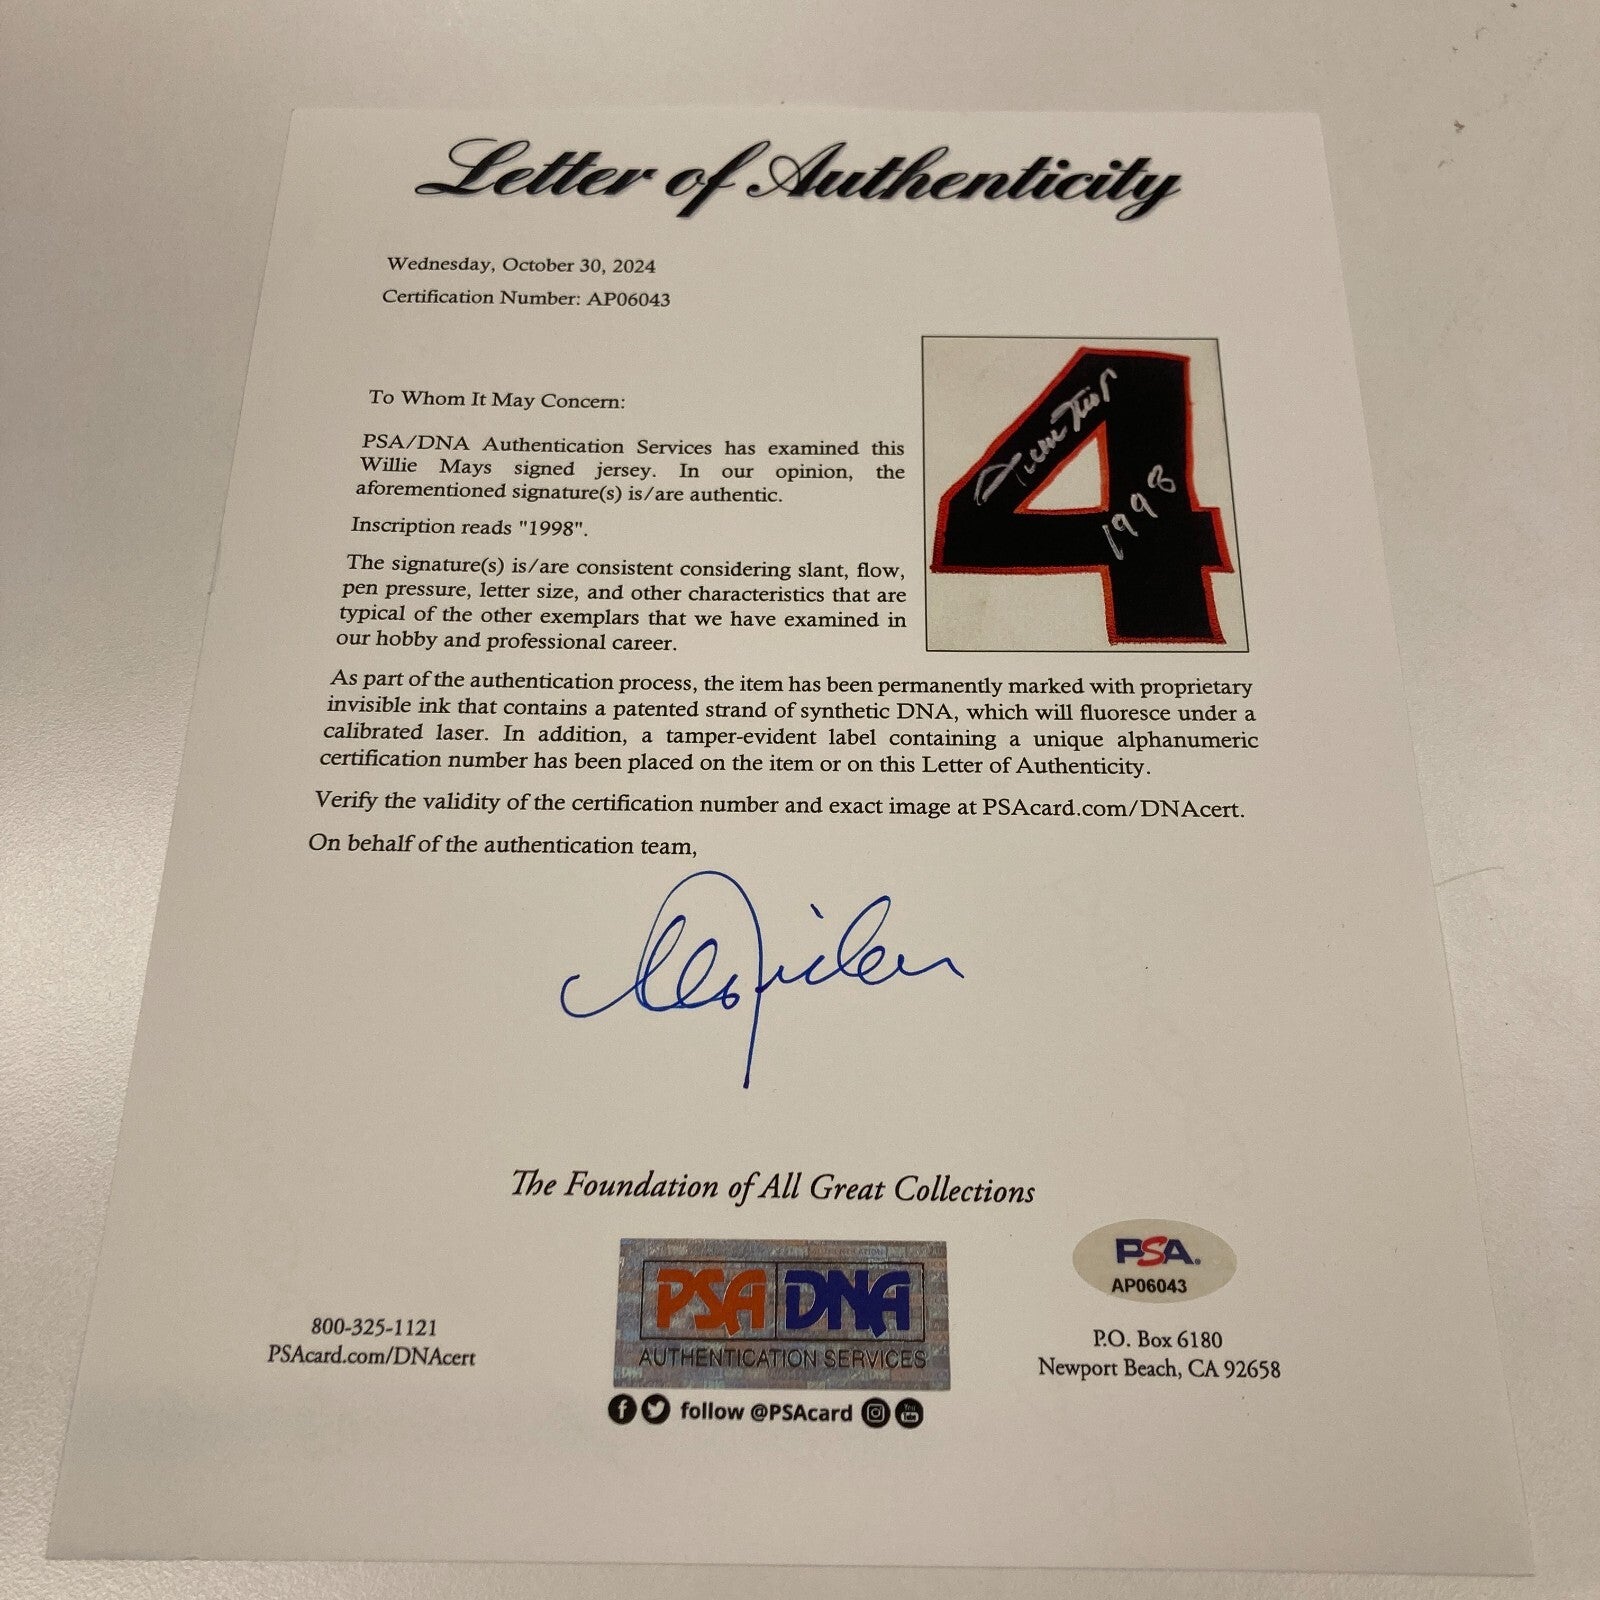 Letter of Authenticity
Wednesday, October 30, 2024
Certification Number: AP06043
To Whom It May Concern:
PSA/DNA Authentication Services has examined this
Willie Mays signed jersey. In our opinion, the
aforementioned signature(s) is/are authentic.
Inscription reads "1998".
The signature(s) is/are consistent considering slant, flow,
pen pressure, letter size, and other characteristics that are
typical of the other exemplars that we have examined in
our hobby and professional career.
4
Willie Mays
1998
As part of the authentication process, the item has been permanently marked with proprietary
invisible ink that contains a patented strand of synthetic DNA, which will fluoresce under a
calibrated laser. In addition, a tamper-evident label containing a unique alphanumeric
certification number has been placed on the item or on this Letter of Authenticity.
Verify the validity of the certification number and exact image at PSAcard.com/DNAcert.
On behalf of the authentication team,
The Foundation of All Great Collections
800-325-1121
PSAcard.com/DNAcert
PSA DNA
AUTHENTICATION SERVICES
follow @PSAcard
PSA.
AP06043
P.O. Box 6180
Newport Beach, CA 92658